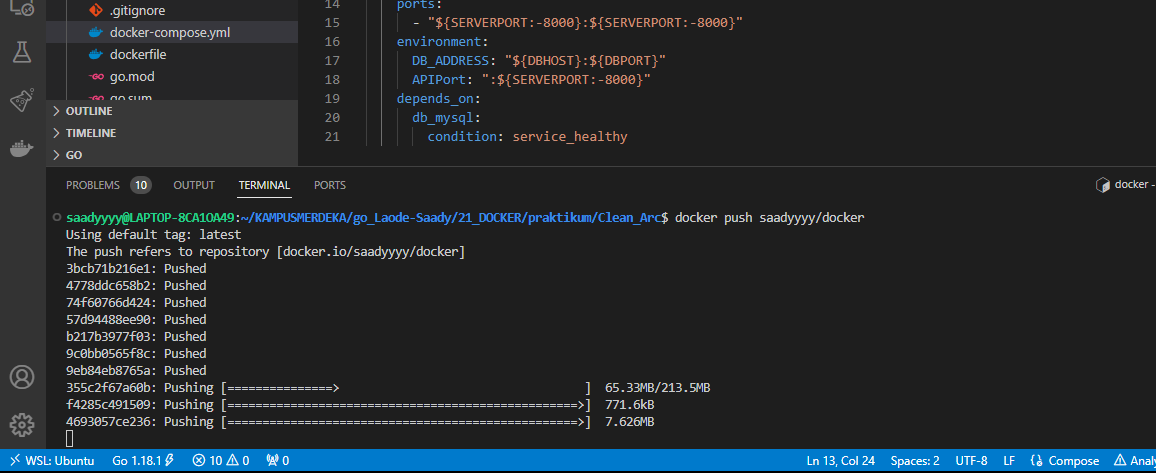 .gitignore
docker-compose.yml
dockerfile
go.mod
go.sum
OUTLINE
TIMELINE
GO
14 ports:
15 - "${SERVERPORT:-8000}:${SERVERPORT:-8000}"
16 environment:
17 DB_ADDRESS: "${DBHOST}:${DBPORT}"
18 APIPort: ":${SERVERPORT:-8000}"
19 depends_on:
20 db_mysql:
21 condition: service_healthy
PROBLEMS 10 OUTPUT TERMINAL PORTS
docker -
saadyyyy@LAPTOP-8CA1OA49:~/KAMPUSMERDEKA/go_Laode-Saady/21_DOCKER/praktikum/Clean_Arc$ docker push saadyyyy/docker
Using default tag: latest
The push refers to repository [docker.io/saadyyyy/docker]
3bcb71b216e1: Pushed
4778ddc658b2: Pushed
74f60766d424: Pushed
57d94488ee90: Pushed
b217b3977f03: Pushed
9c0bb0565f8c: Pushed
9eb84eb8765a: Pushed
355c2f67a60b: Pushing [===============> ] 65.33MB/213.5MB
f4285c491509: Pushing [==================================================>] 771.6kB
4693057ce236: Pushing [==================================================>] 7.626MB
WSL: Ubuntu Go 1.18.1 10 0 0 Ln 13, Col 24 Spaces: 2 UTF-8 LF Compose Analy